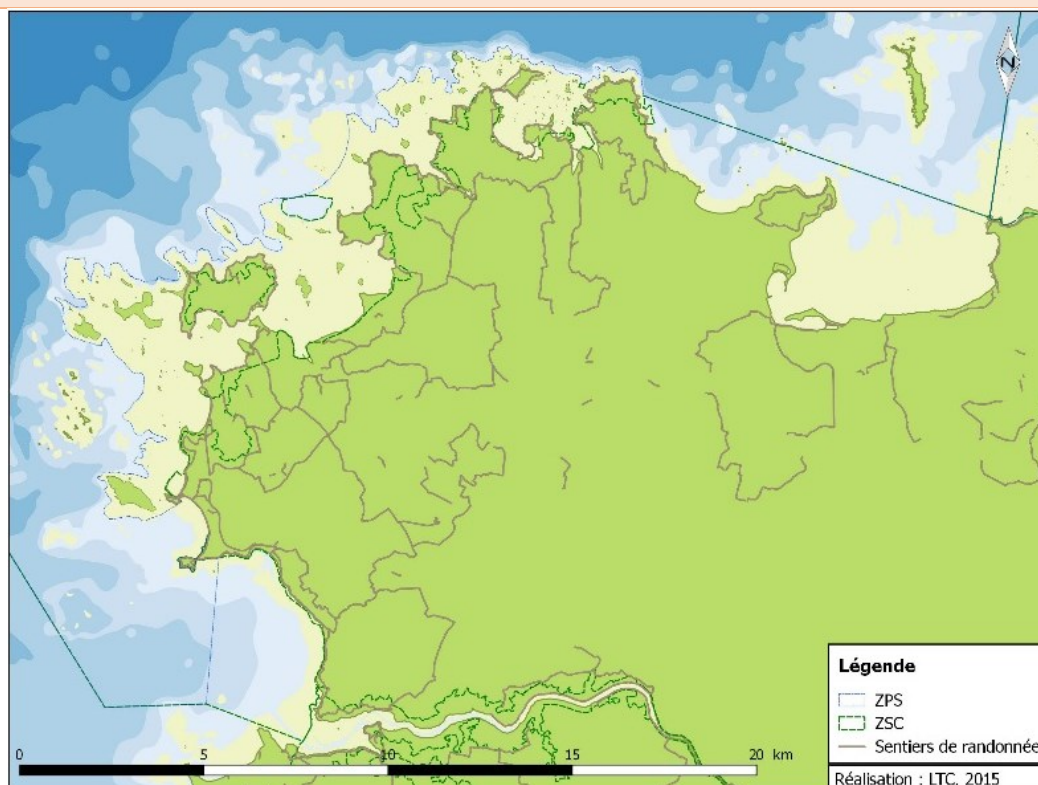 N
Légende
ZPS
ZSC
Sentiers de randonnée
0 5 10 15 20 km
Réalisation : LTC, 2015